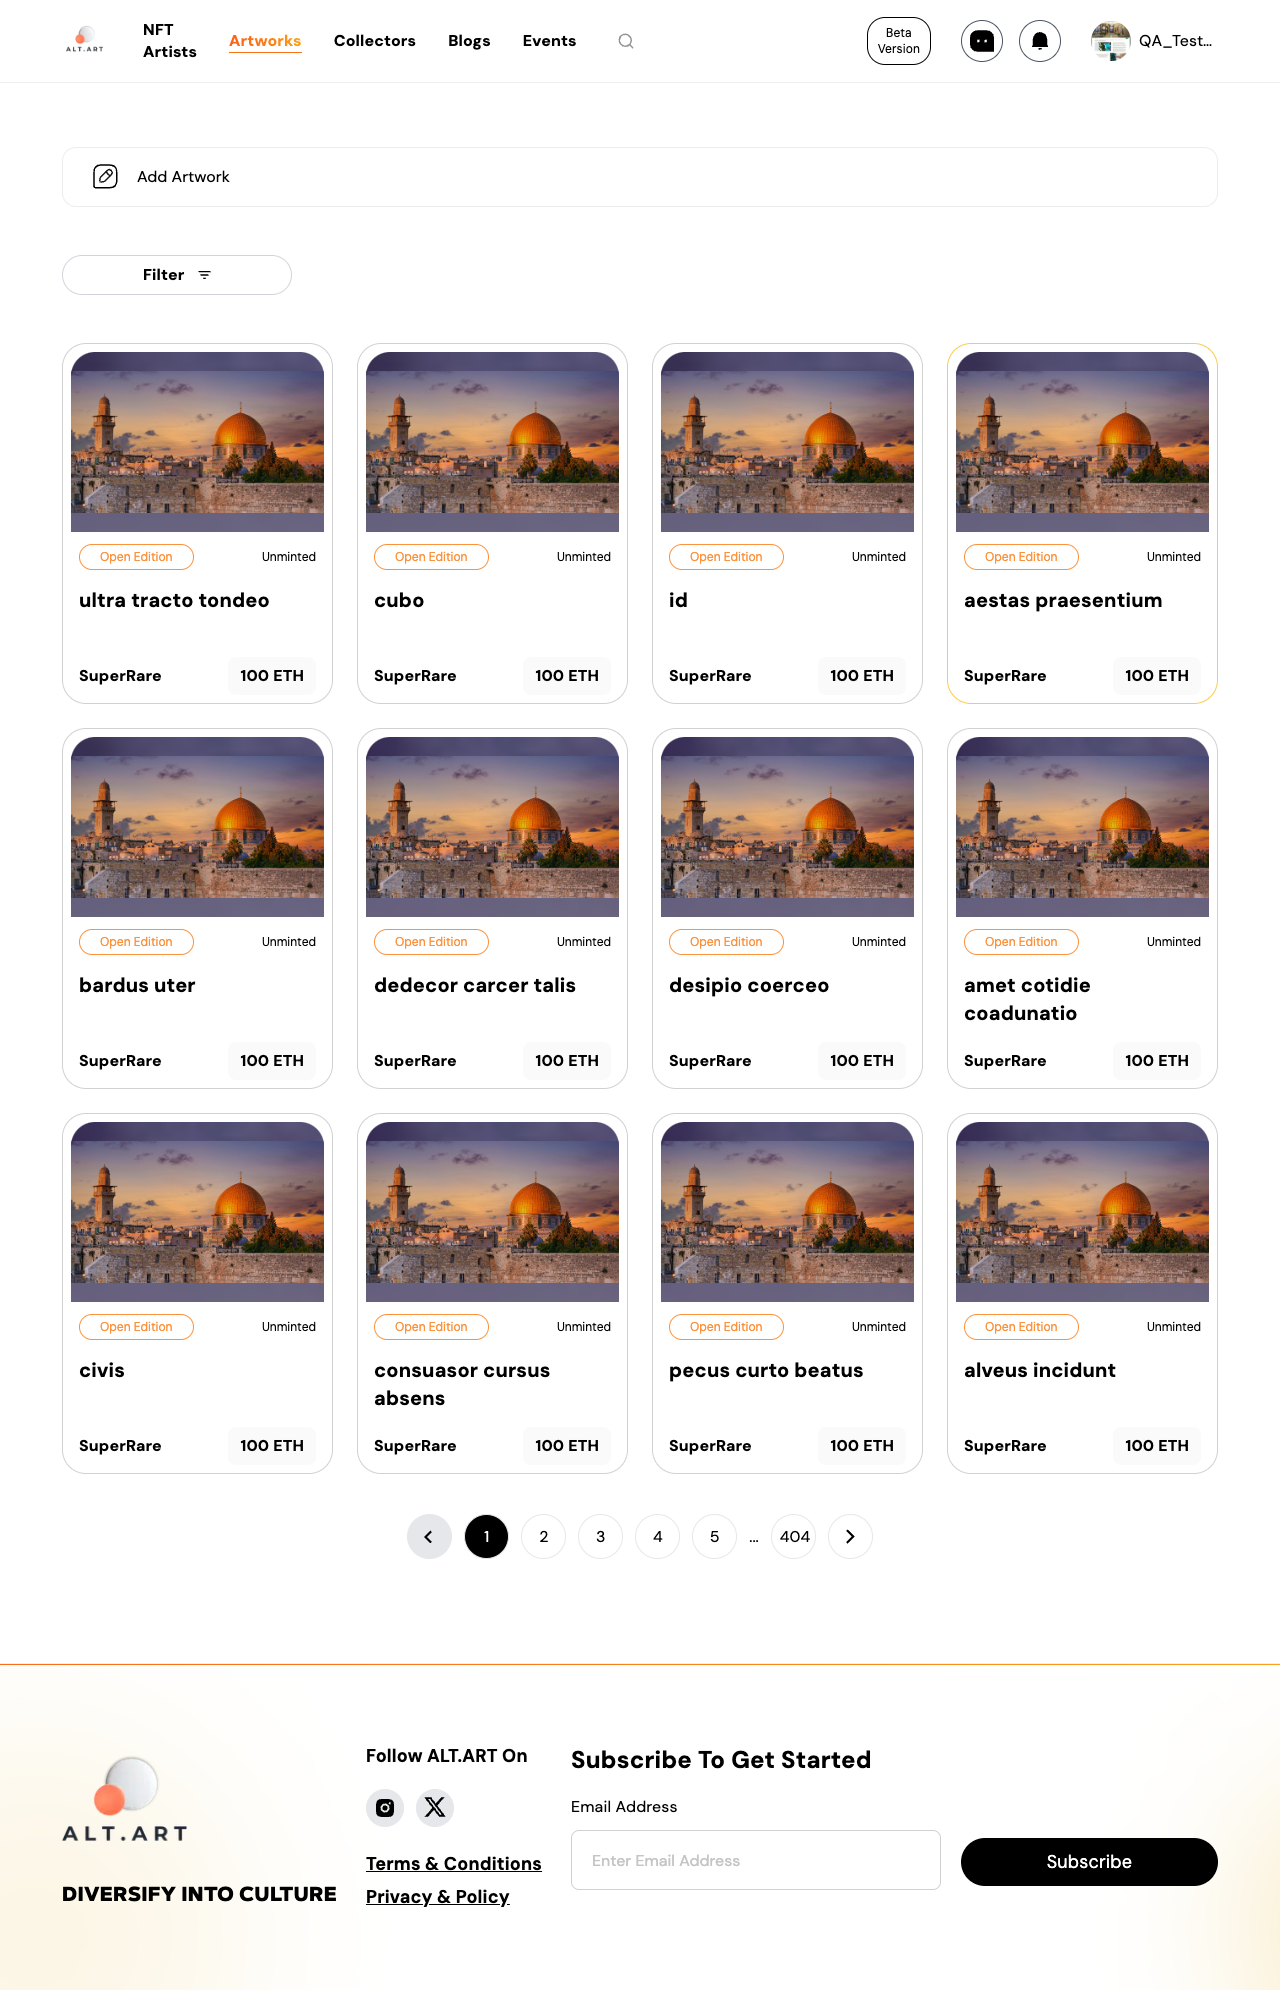 ALT.ART
NFT
Artists
Artworks
Collectors
Blogs
Events
Beta
Version
QA_Test...
Add Artwork
Filter
Open Edition
Unminted
ultra tracto tondeo
SuperRare
100 ETH
Open Edition
Unminted
cubo
SuperRare
100 ETH
Open Edition
Unminted
id
SuperRare
100 ETH
Open Edition
Unminted
aestas praesentium
SuperRare
100 ETH
Open Edition
Unminted
bardus uter
SuperRare
100 ETH
Open Edition
Unminted
dedecor carcer talis
SuperRare
100 ETH
Open Edition
Unminted
desipio coerceo
SuperRare
100 ETH
Open Edition
Unminted
amet cotidie
coadunatio
SuperRare
100 ETH
Open Edition
Unminted
civis
SuperRare
100 ETH
Open Edition
Unminted
consuasor cursus
absens
SuperRare
100 ETH
Open Edition
Unminted
pecus curto beatus
SuperRare
100 ETH
Open Edition
Unminted
alveus incidunt
SuperRare
100 ETH
1 2 3 4 5 ... 404
ALT.ART
DIVERSIFY INTO CULTURE
Follow ALT.ART On
Terms & Conditions
Privacy & Policy
Subscribe To Get Started
Email Address
Enter Email Address
Subscribe